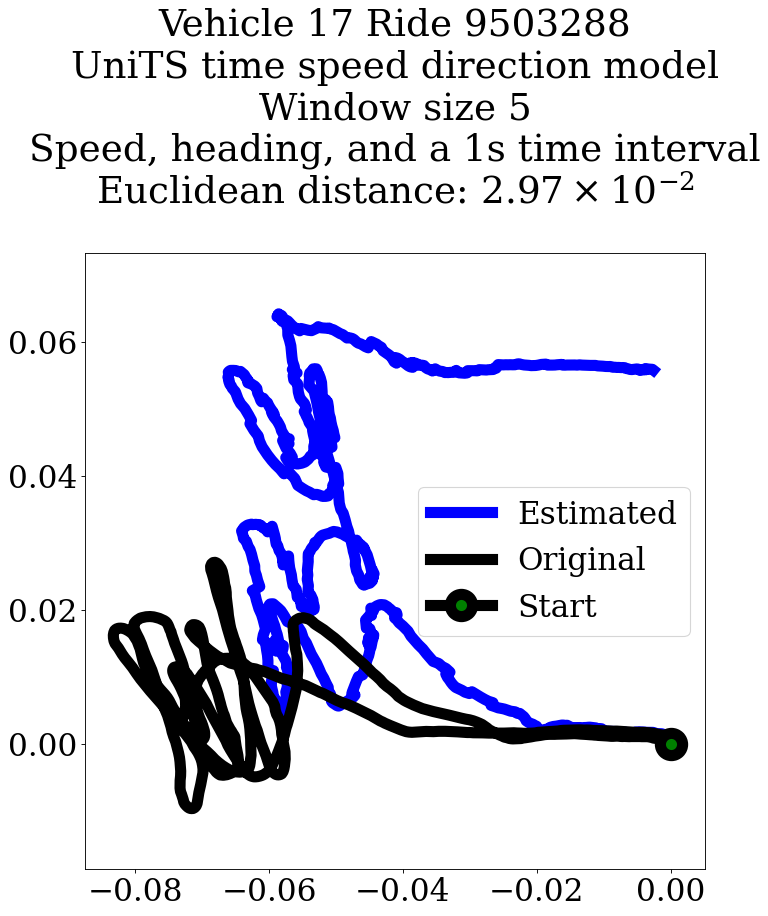 Vehicle 17 Ride 9503288
UniTS time speed direction model
Window size 5
Speed, heading, and a 1s time interval
Euclidean distance: 2.97 × 10⁻²
0.06
0.04
0.02
0.00
Estimated
Original
Start
−0.08 −0.06 −0.04 −0.02 0.00